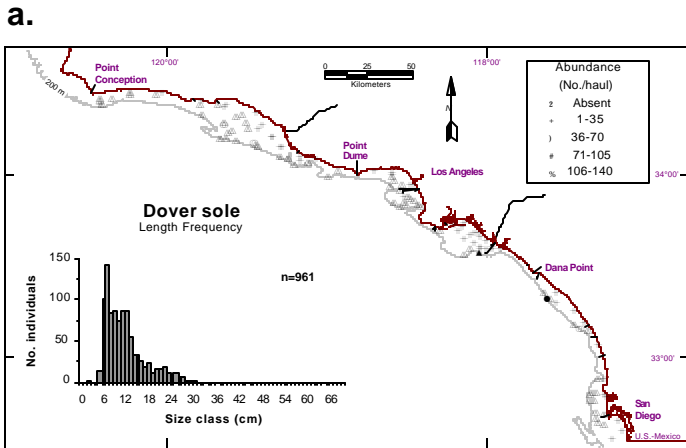 a.
120°00'
118°00'
Point
Conception
200 m
0 25 50
Kilometers
N
Abundance
(No./haul)
2 Absent
+ 1-35
) 36-70
# 71-105
% 106-140
Point
Dume
Los Angeles
34°00'
Dover sole
Length Frequency
n=961
Dana Point
No. individuals
150
100
50
0
0 6 12 18 24 30 36 42 48 54 60 66
Size class (cm)
33°00'
San
Diego
U.S.-Mexico